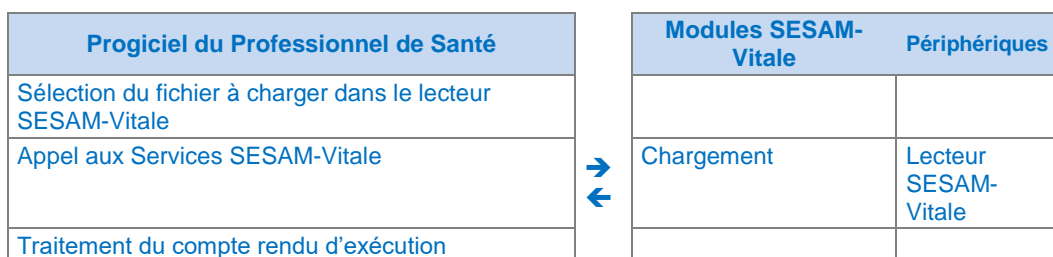 Progiciel du Professionnel de Santé
Modules SESAM-
Vitale
Périphériques
Sélection du fichier à charger dans le lecteur
SESAM-Vitale
Appel aux Services SESAM-Vitale
➔
🡸
Chargement
Lecteur
SESAM-
Vitale
Traitement du compte rendu d'exécution